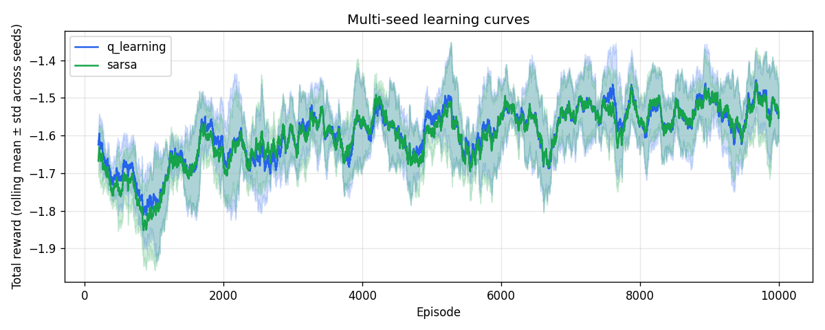 Multi-seed learning curves
Total reward (rolling mean ± std across seeds)
q_learning
sarsa
−1.4
−1.5
−1.6
−1.7
−1.8
−1.9
0
2000
4000
6000
8000
10000
Episode